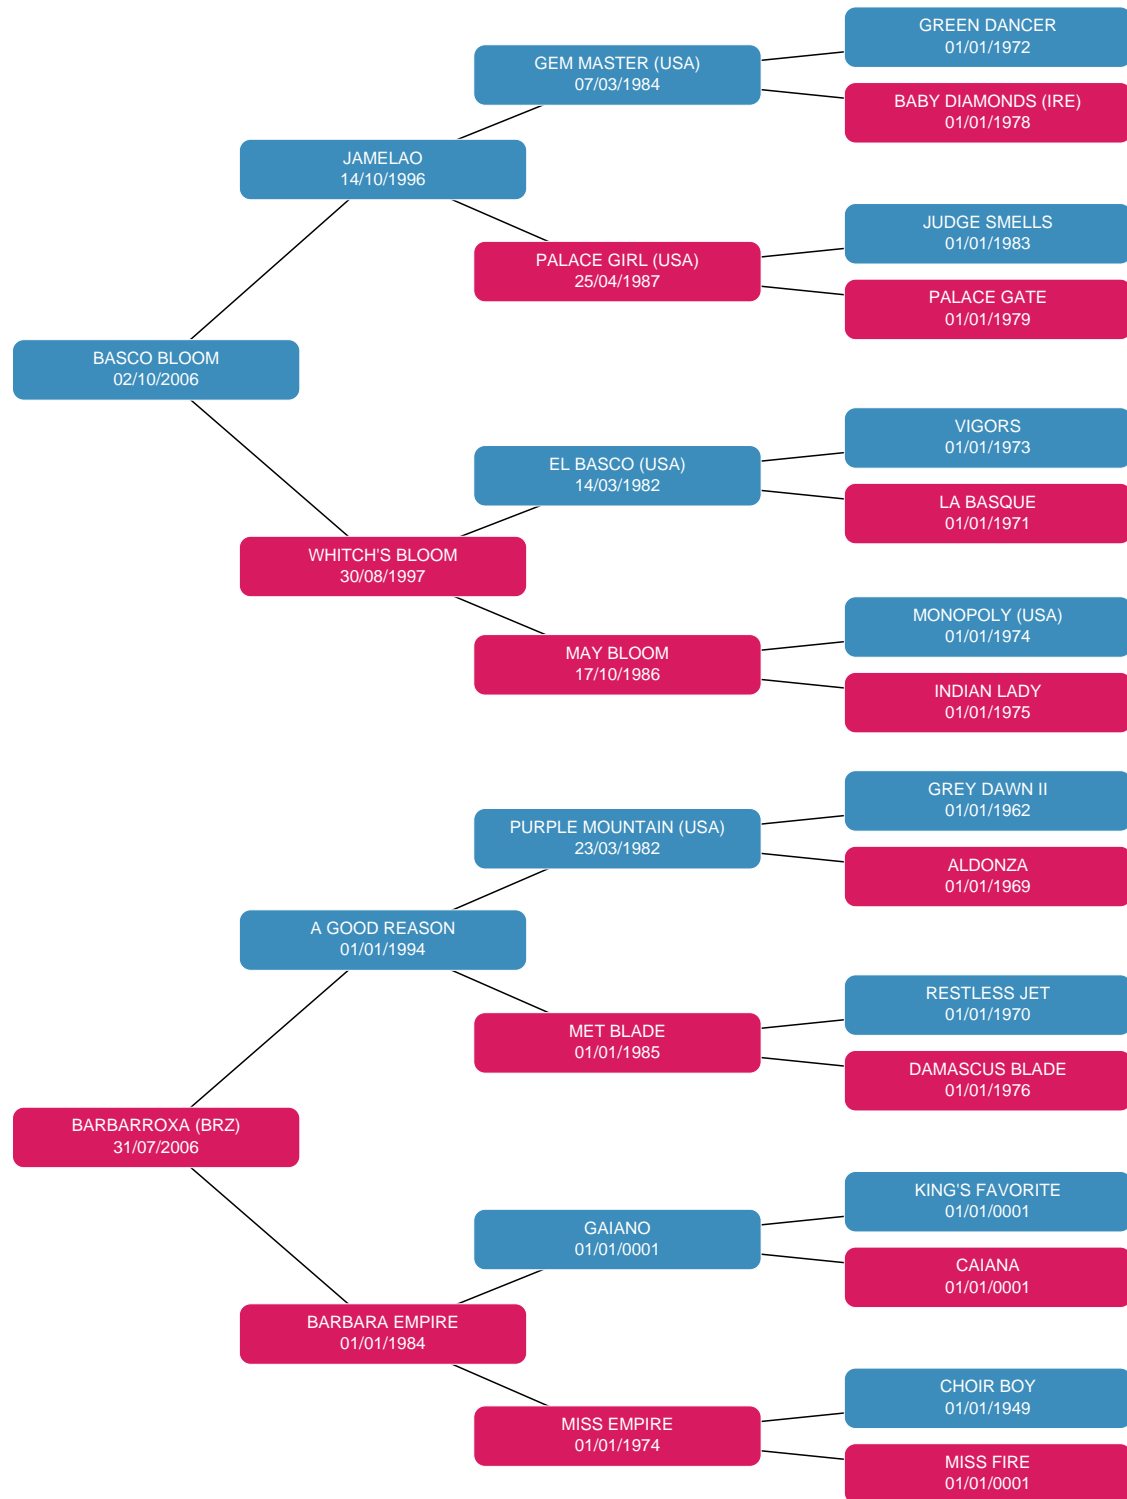 GREEN DANCER
01/01/1972
GEM MASTER (USA)
07/03/1984
BABY DIAMONDS (IRE)
01/01/1978
JAMELAO
14/10/1996
JUDGE SMELLS
01/01/1983
PALACE GIRL (USA)
25/04/1987
PALACE GATE
01/01/1979
BASCO BLOOM
02/10/2006
VIGORS
01/01/1973
EL BASCO (USA)
14/03/1982
LA BASQUE
01/01/1971
WHITCH'S BLOOM
30/08/1997
MONOPOLY (USA)
01/01/1974
MAY BLOOM
17/10/1986
INDIAN LADY
01/01/1975
GREY DAWN II
01/01/1962
PURPLE MOUNTAIN (USA)
23/03/1982
ALDONZA
01/01/1969
A GOOD REASON
01/01/1994
RESTLESS JET
01/01/1970
MET BLADE
01/01/1985
DAMASCUS BLADE
01/01/1976
BARBARROXA (BRZ)
31/07/2006
KING'S FAVORITE
01/01/0001
GAIANO
01/01/0001
CAIANA
01/01/0001
BARBARA EMPIRE
01/01/1984
CHOIR BOY
01/01/1949
MISS EMPIRE
01/01/1974
MISS FIRE
01/01/0001